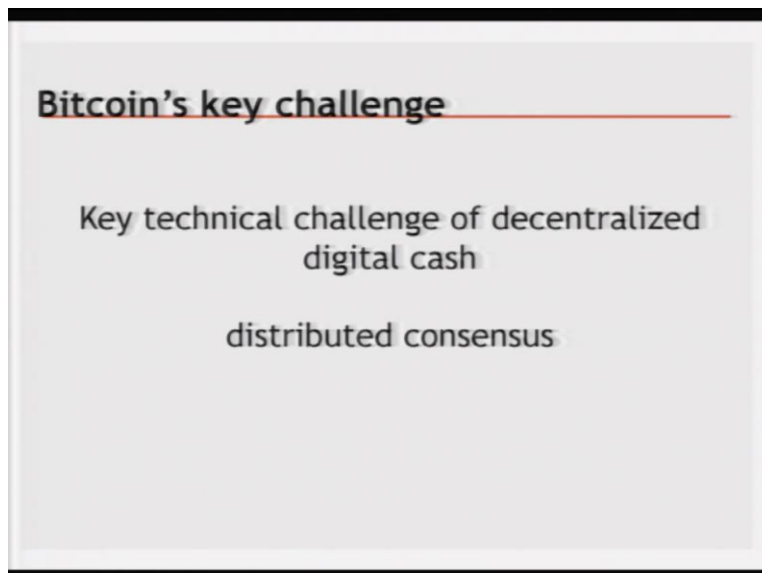 Bitcoin’s key challenge
Key technical challenge of decentralized
digital cash
distributed consensus